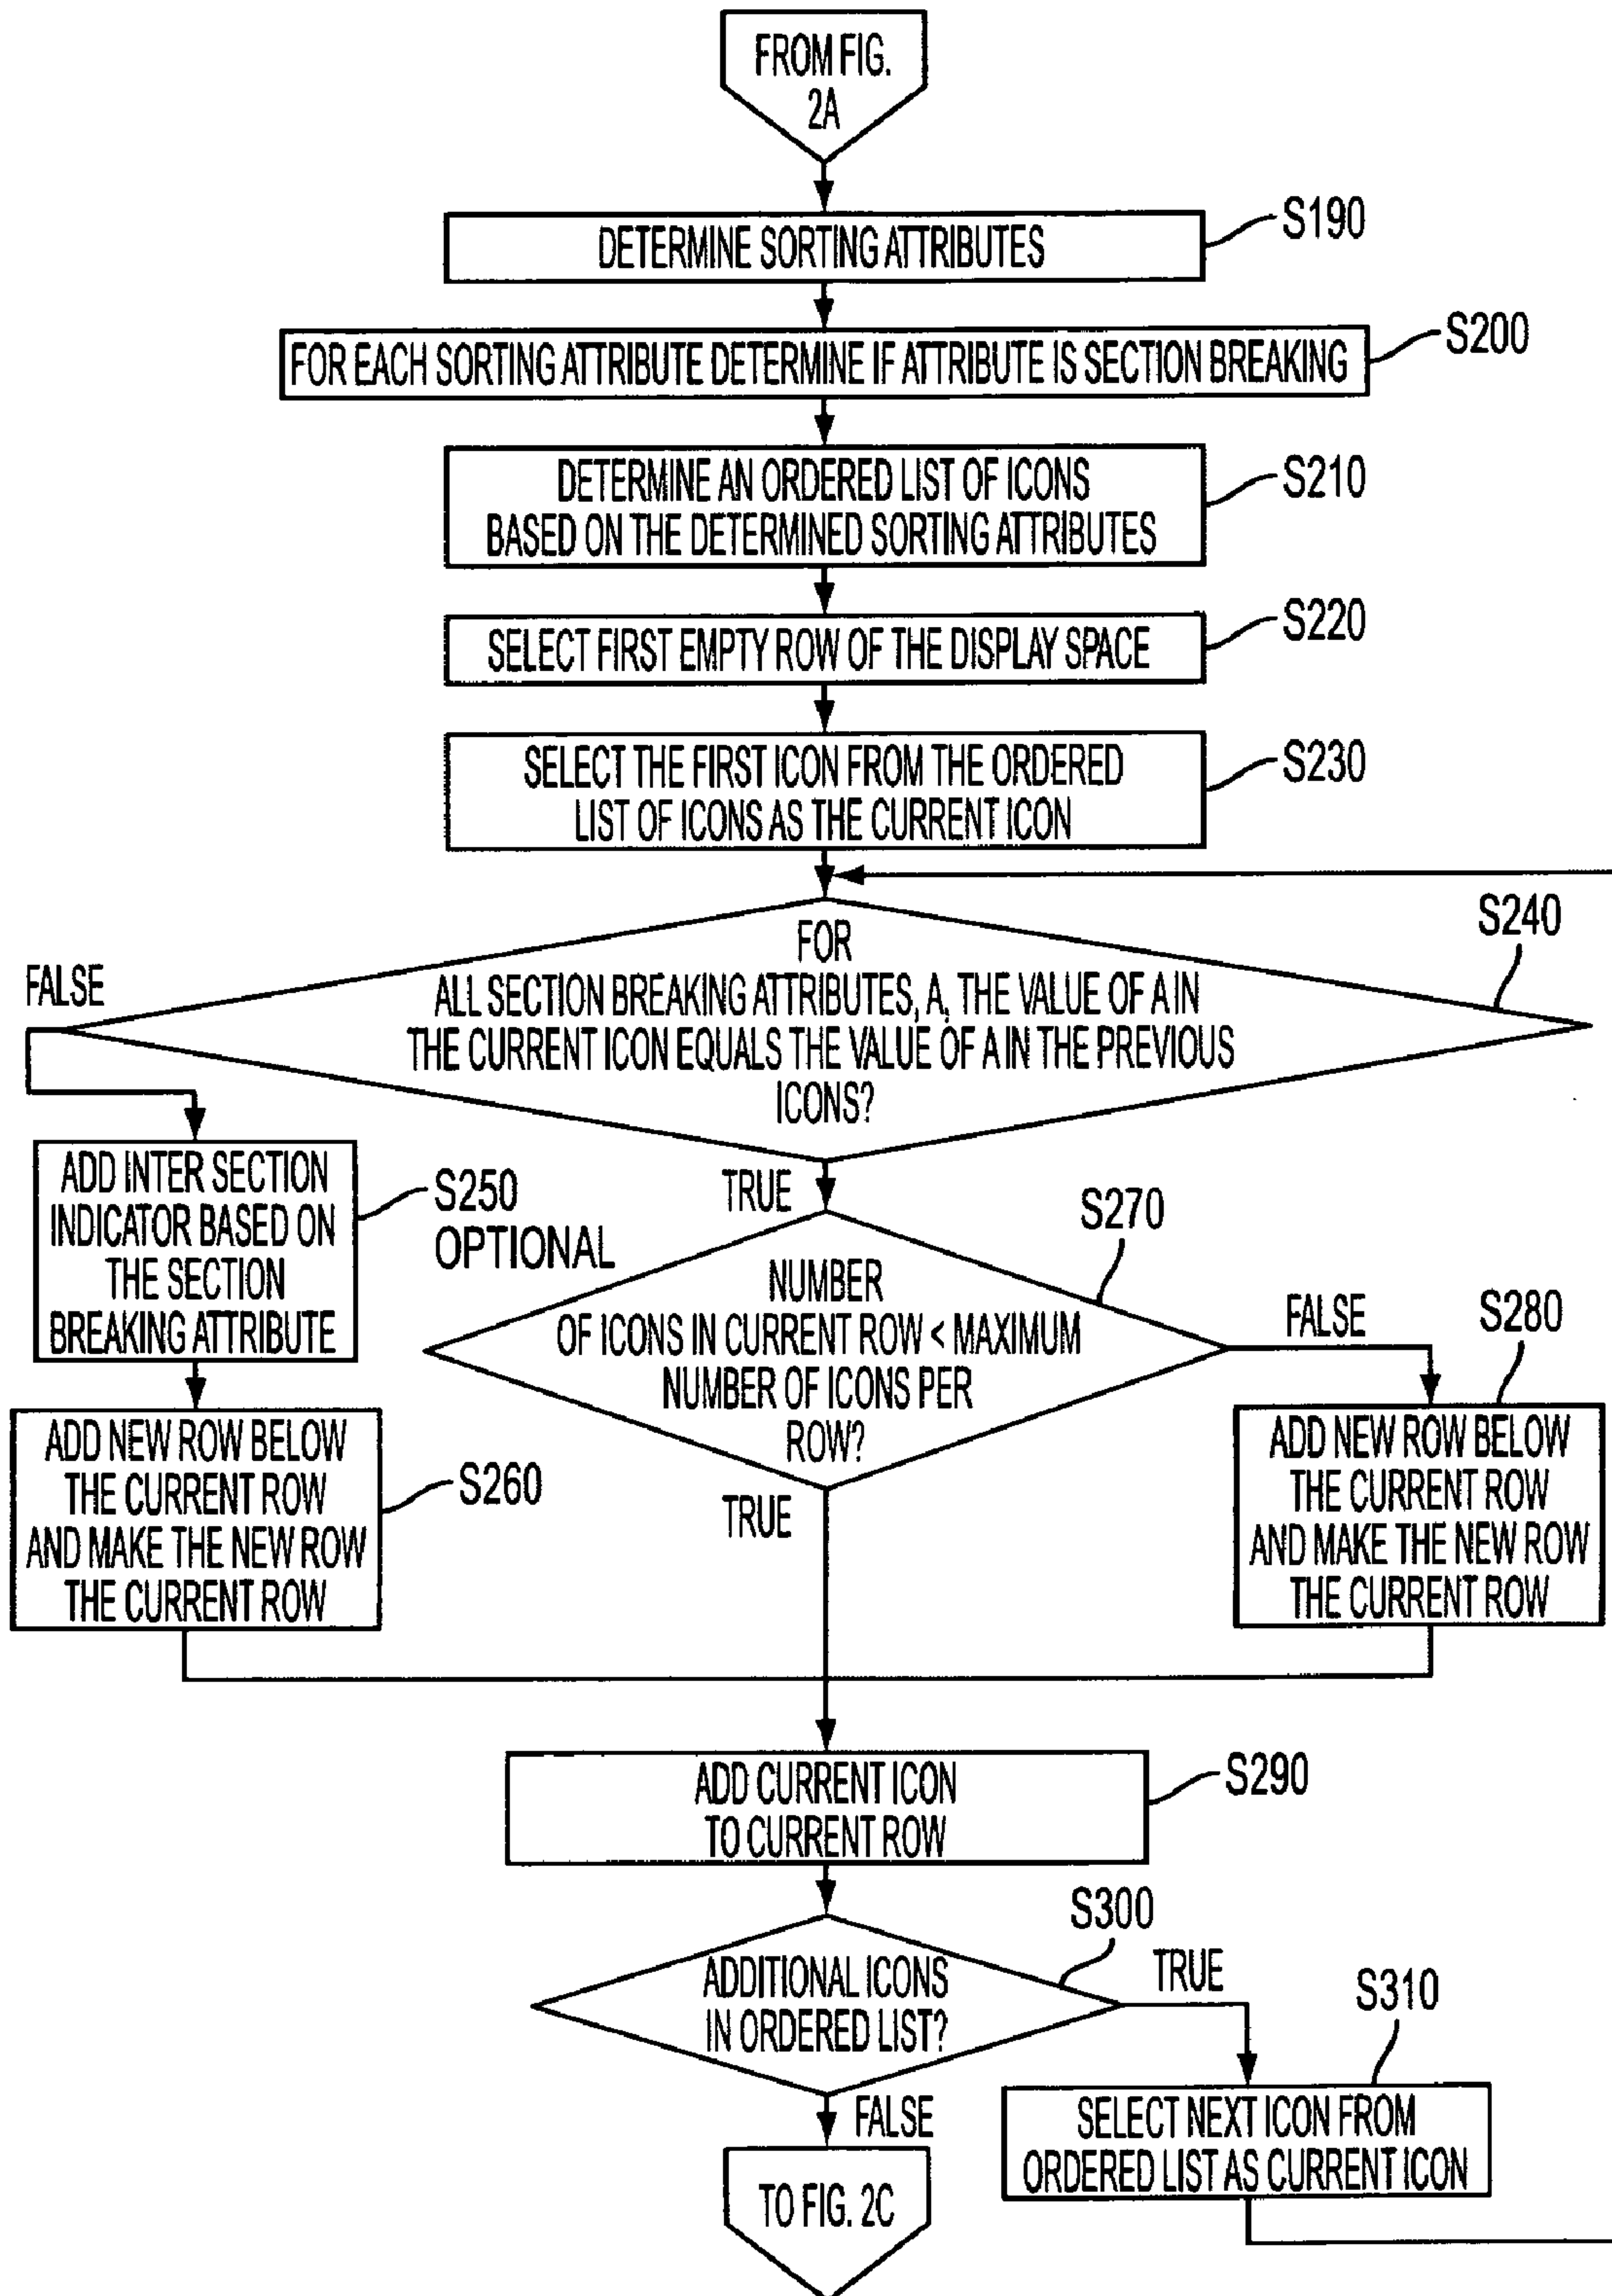 FROM FIG.
2A
DETERMINE SORTING ATTRIBUTES
S190
FOR EACH SORTING ATTRIBUTE DETERMINE IF ATTRIBUTE IS SECTION BREAKING
S200
DETERMINE AN ORDERED LIST OF ICONS
BASED ON THE DETERMINED SORTING ATTRIBUTES
S210
SELECT FIRST EMPTY ROW OF THE DISPLAY SPACE
S220
SELECT THE FIRST ICON FROM THE ORDERED
LIST OF ICONS AS THE CURRENT ICON
S230
FOR
ALL SECTION BREAKING ATTRIBUTES, A, THE VALUE OF A IN
THE CURRENT ICON EQUALS THE VALUE OF A IN THE PREVIOUS
ICONS?
S240
FALSE
TRUE
ADD INTER SECTION
INDICATOR BASED ON
THE SECTION
BREAKING ATTRIBUTE
S250
OPTIONAL
ADD NEW ROW BELOW
THE CURRENT ROW
AND MAKE THE NEW ROW
THE CURRENT ROW
S260
NUMBER
OF ICONS IN CURRENT ROW < MAXIMUM
NUMBER OF ICONS PER
ROW?
S270
FALSE
TRUE
ADD NEW ROW BELOW
THE CURRENT ROW
AND MAKE THE NEW ROW
THE CURRENT ROW
S280
ADD CURRENT ICON
TO CURRENT ROW
S290
ADDITIONAL ICONS
IN ORDERED LIST?
S300
TRUE
FALSE
SELECT NEXT ICON FROM
ORDERED LIST AS CURRENT ICON
S310
TO FIG. 2C